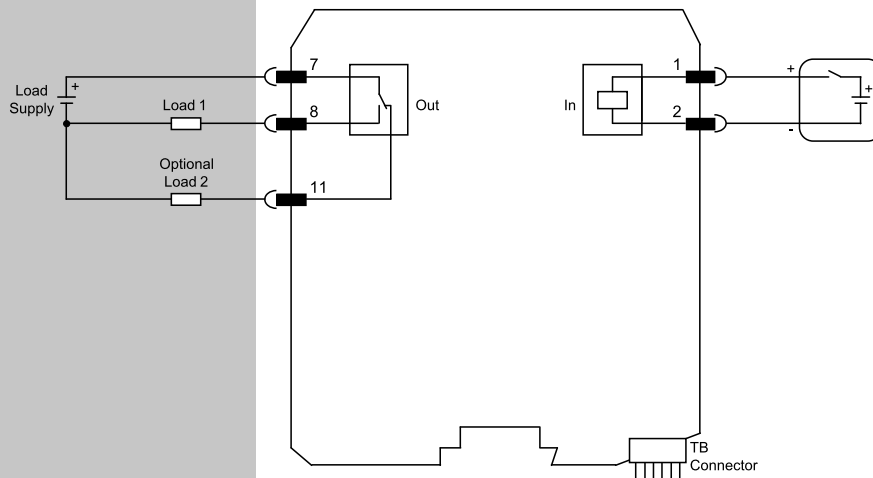 7
1
+
+
Load
Supply
Load 1
8
Out
In
2
+
-
Optional
Load 2
11
TB
Connector